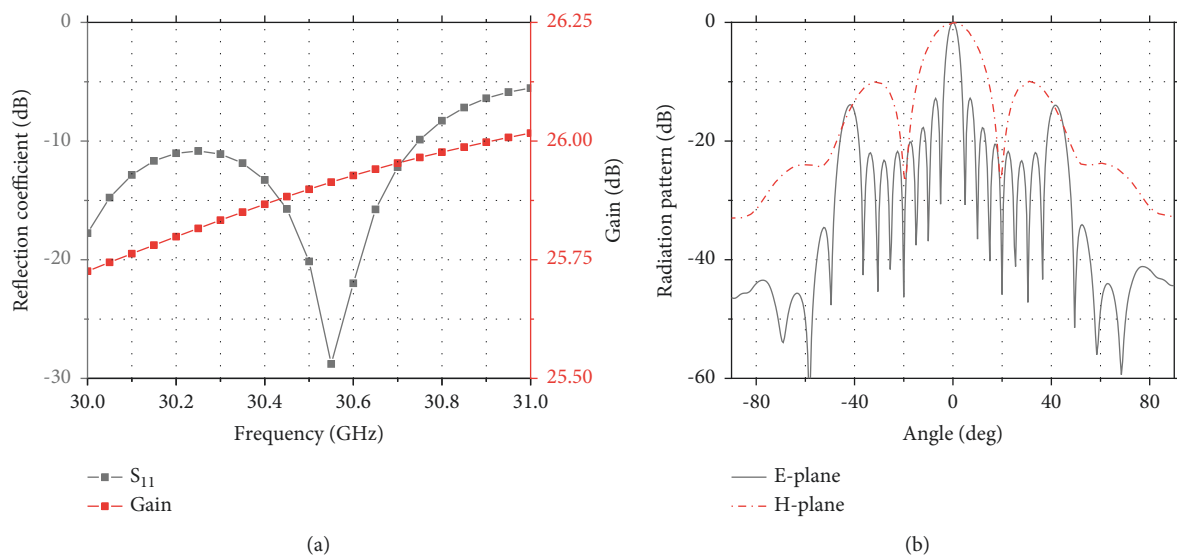 0
-10
-20
-30
Reflection coefficient (dB)
26.25
26.00
25.75
25.50
Gain (dB)
30.0 30.2 30.4 30.6 30.8 31.0
Frequency (GHz)
S11
Gain
(a)
0
-20
-40
-60
Radiation pattern (dB)
-80 -40 0 40 80
Angle (deg)
E-plane
H-plane
(b)